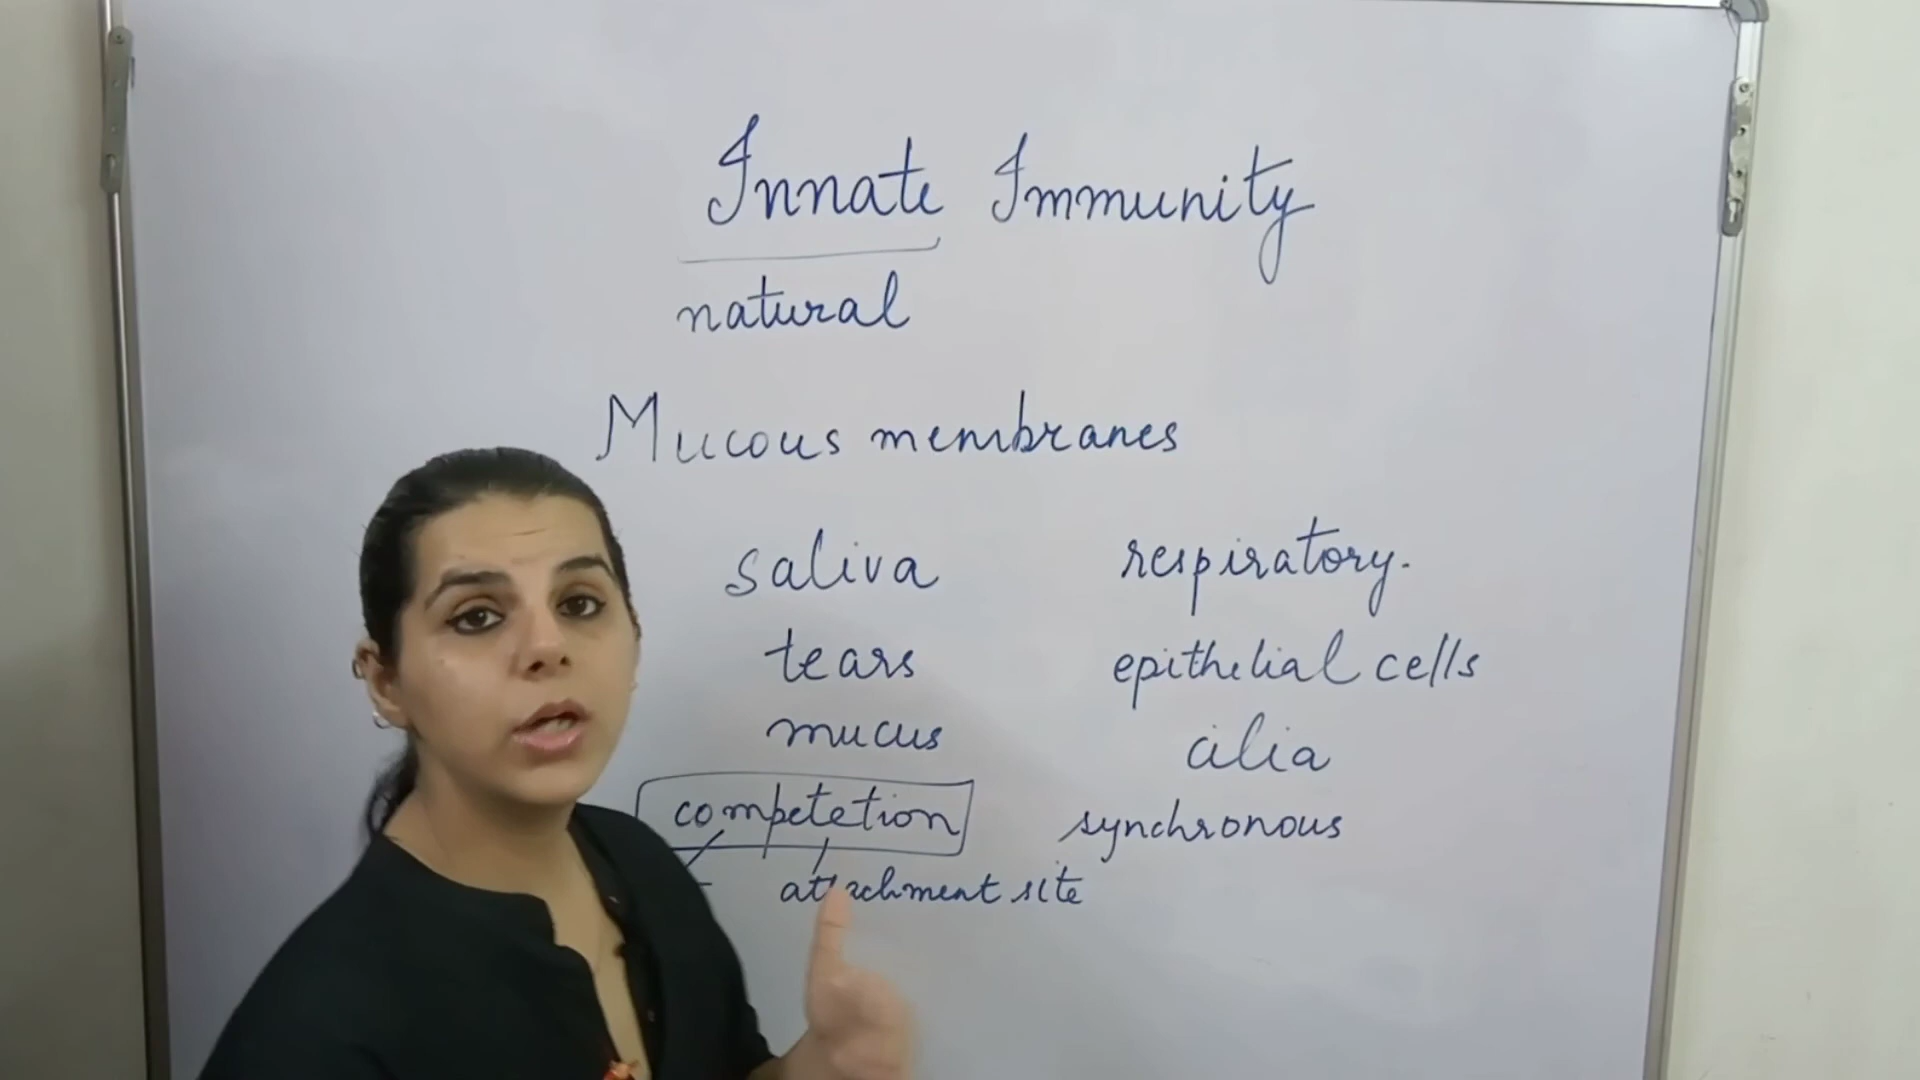 Innate Immunity
natural
Mucous membranes
saliva
tears
mucus
competetion
attachment site
respiratory.
epithelial cells
cilia
synchronous